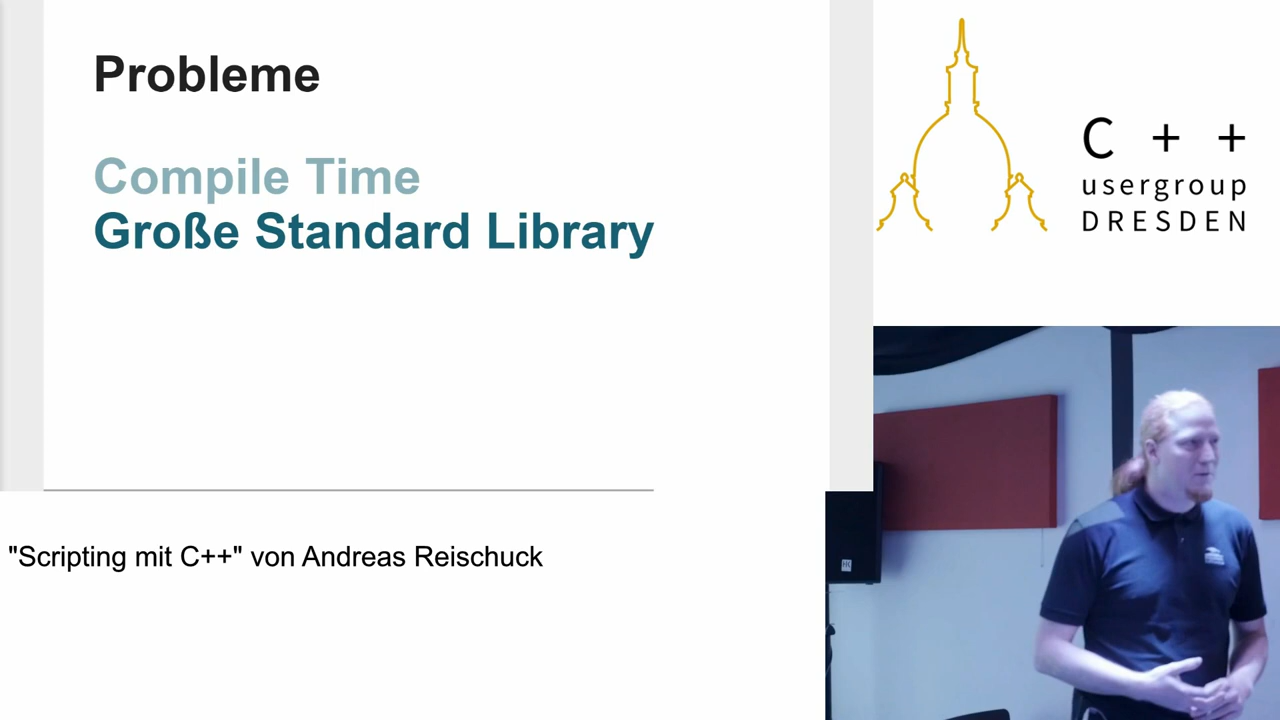 Probleme
Compile Time
Große Standard Library
"Scripting mit C++" von Andreas Reischuck
C + +
usergroup
DRESDEN